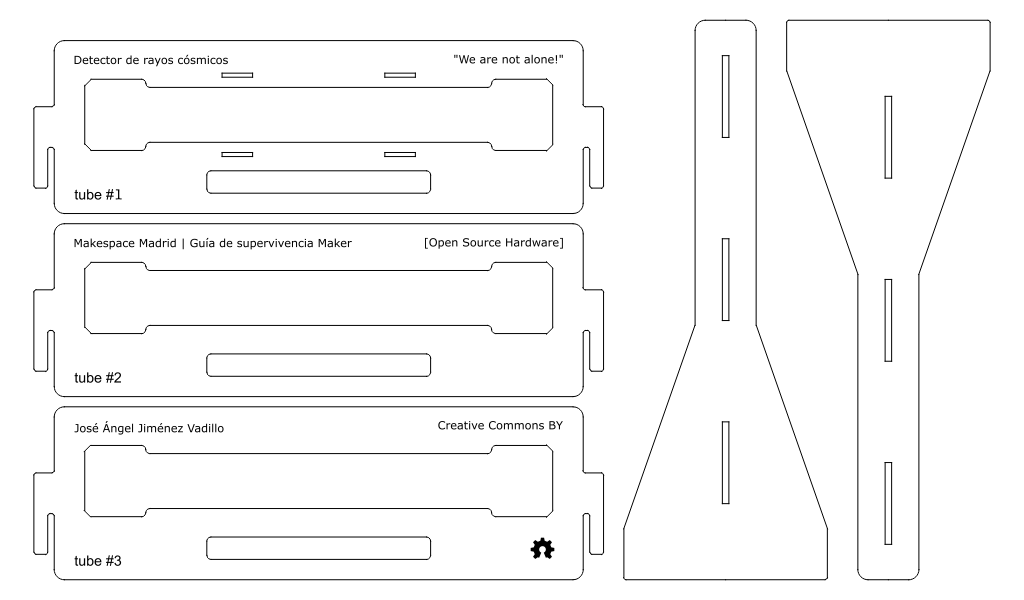 Detector de rayos cósmicos
"We are not alone!"
tube #1
Makespace Madrid | Guía de supervivencia Maker
[Open Source Hardware]
tube #2
José Ángel Jiménez Vadillo
Creative Commons BY
tube #3